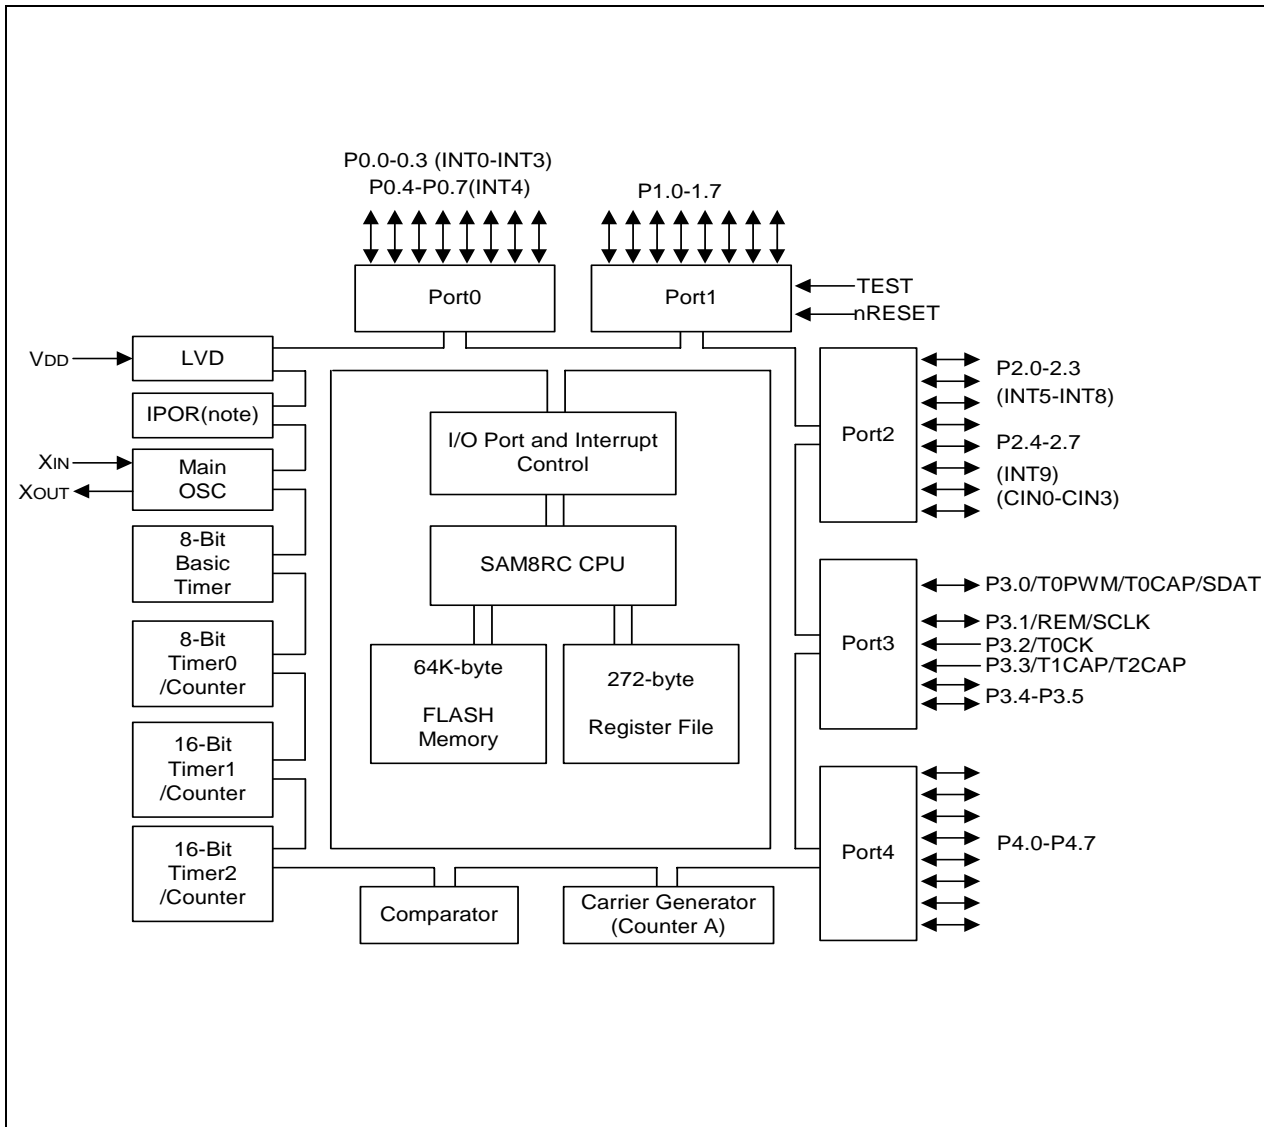 P0.0-0.3 (INT0-INT3)
P0.4-P0.7(INT4)
P1.0-1.7
Port0
Port1
TEST
nRESET
VDD
LVD
IPOR(note)
XIN
XOUT
Main
OSC
8-Bit
Basic
Timer
8-Bit
Timer0
/Counter
16-Bit
Timer1
/Counter
16-Bit
Timer2
/Counter
I/O Port and Interrupt
Control
SAM8RC CPU
64K-byte
FLASH
Memory
272-byte
Register File
Comparator
Carrier Generator
(Counter A)
Port2
P2.0-2.3
(INT5-INT8)
P2.4-2.7
(INT9)
(CIN0-CIN3)
Port3
P3.0/T0PWM/T0CAP/SDAT
P3.1/REM/SCLK
P3.2/T0CK
P3.3/T1CAP/T2CAP
P3.4-P3.5
Port4
P4.0-P4.7